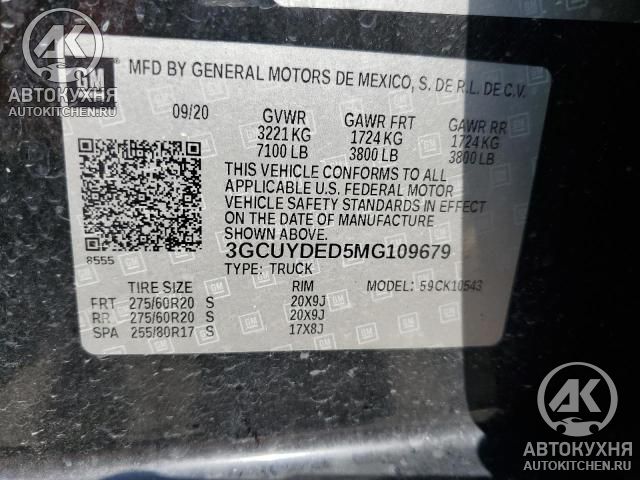 GM
MFD BY GENERAL MOTORS DE MEXICO, S. DE R.L. DE C.V.
09/20 GVWR GAWR FRT GAWR RR
3221 KG 1724 KG 1724 KG
7100 LB 3800 LB 3800 LB
THIS VEHICLE CONFORMS TO ALL
APPLICABLE U.S. FEDERAL MOTOR
VEHICLE SAFETY STANDARDS IN EFFECT
ON THE DATE OF MANUFACTURE
SHOWN ABOVE.
8555
3GCUYDED5MG109679
TYPE: TRUCK MODEL: 59CK10543
TIRE SIZE RIM
FRT 275/60R20 S 20X9J
RR 275/60R20 S 20X9J
SPA 255/80R17 S 17X8J
АК
АВТОКУХНЯ
AUTOKITCHEN.RU
АК
АВТОКУХНЯ
AUTOKITCHEN.RU